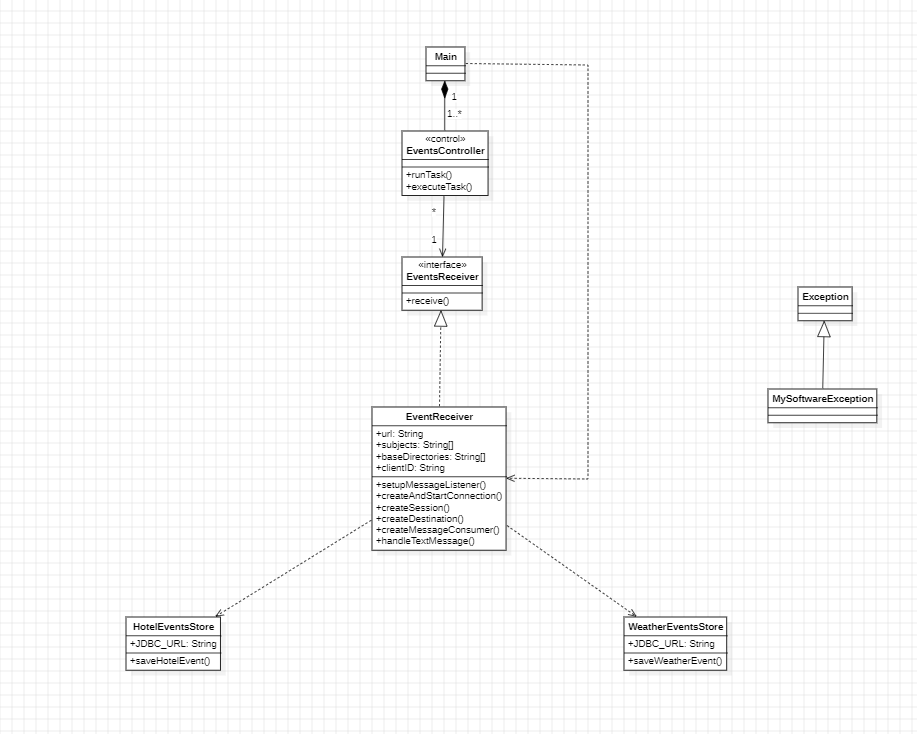 Main
1
1..*
«control»
EventsController
+runTask()
+executeTask()
*
1
«interface»
EventsReceiver
+receive()
Exception
MySoftwareException
EventReceiver
+url: String
+subjects: String[]
+baseDirectories: String[]
+clientID: String
+setupMessageListener()
+createAndStartConnection()
+createSession()
+createDestination()
+createMessageConsumer()
+handleTextMessage()
HotelEventsStore
+JDBC_URL: String
+saveHotelEvent()
WeatherEventsStore
+JDBC_URL: String
+saveWeatherEvent()